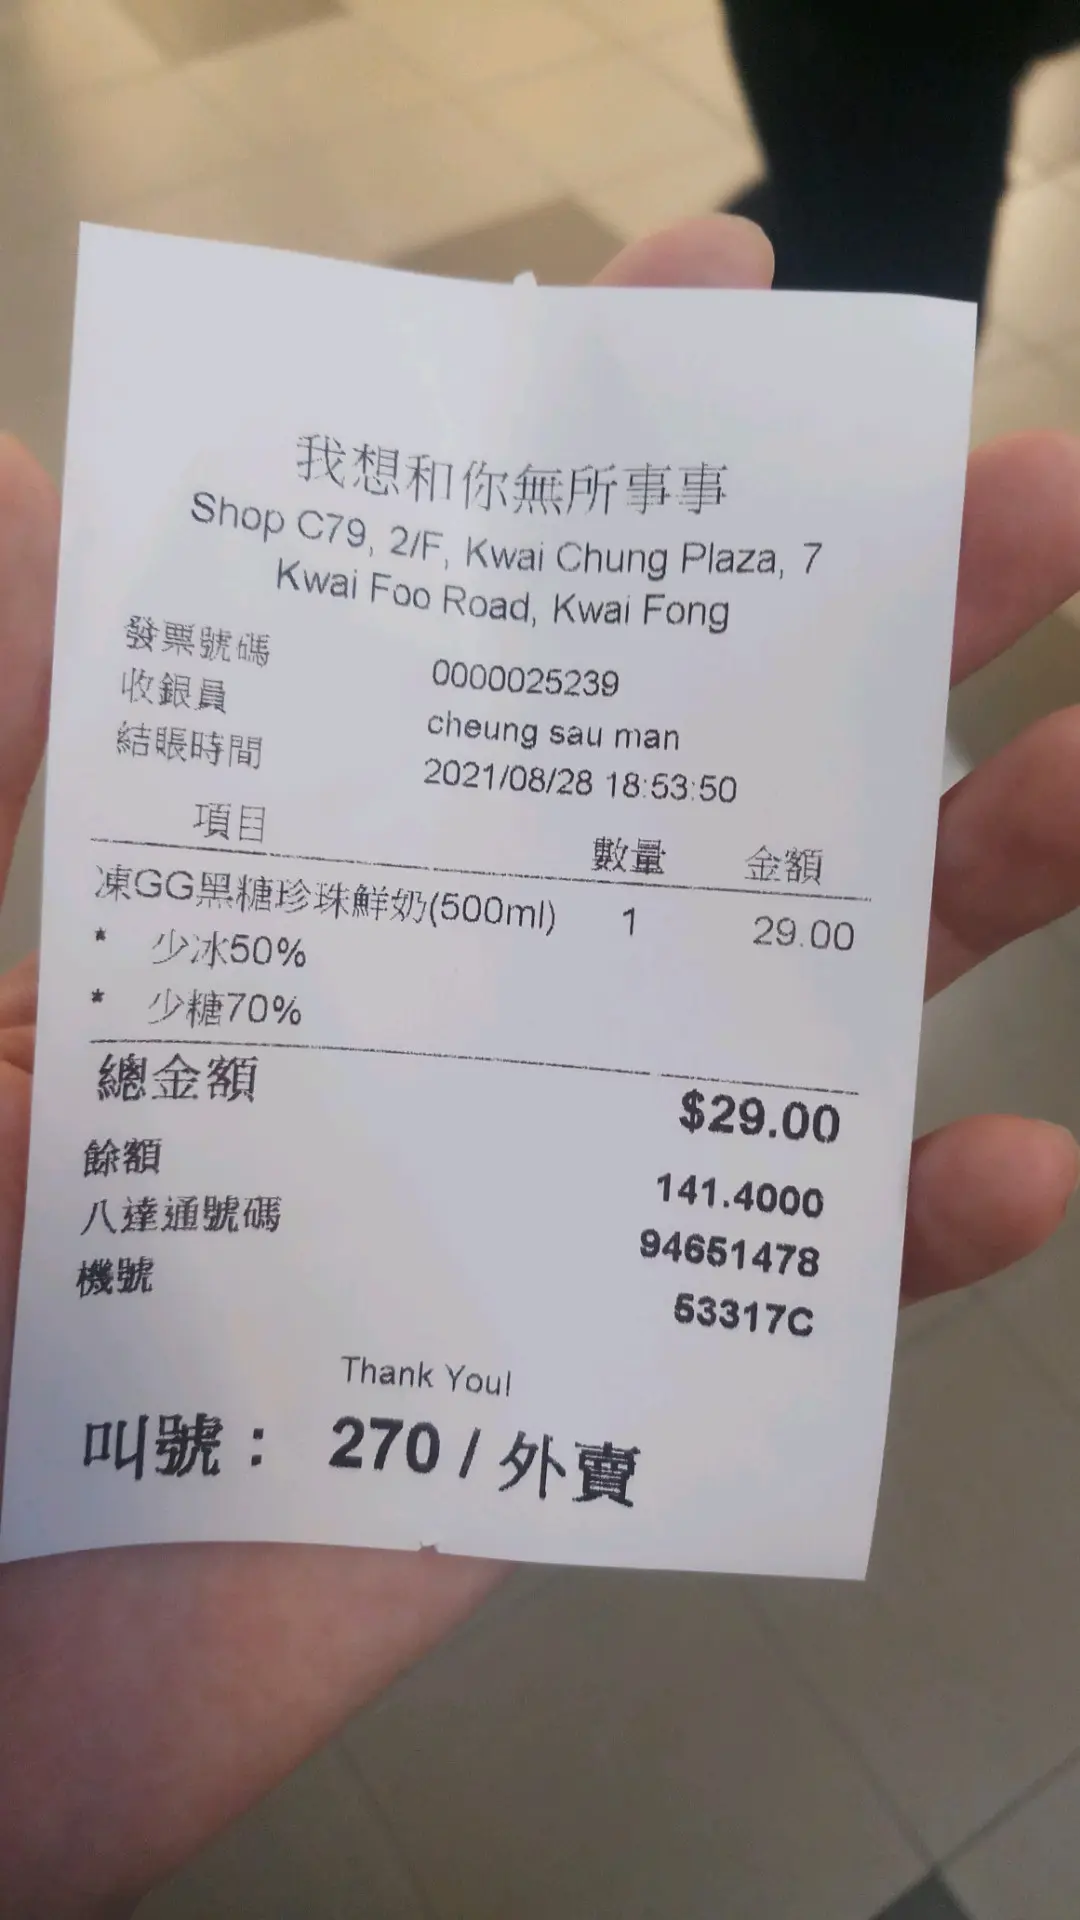 我想和你無所事事
Shop C79, 2/F, Kwai Chung Plaza, 7
Kwai Foo Road, Kwai Fong
發票號碼 0000025239
收銀員 cheung sau man
結賬時間 2021/08/28 18:53:50
項目 數量 金額
凍GG黑糖珍珠鮮奶(500ml) 1 29.00
* 少冰50%
* 少糖70%
總金額 $29.00
餘額 141.4000
八達通號碼 94651478
機號 53317C
Thank You!
叫號： 270 / 外賣